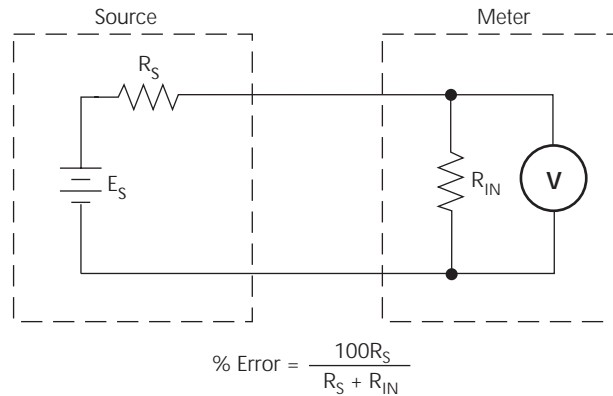 Source
Meter
R_S
E_S
R_IN
V
% Error = 100R_S / R_S + R_IN